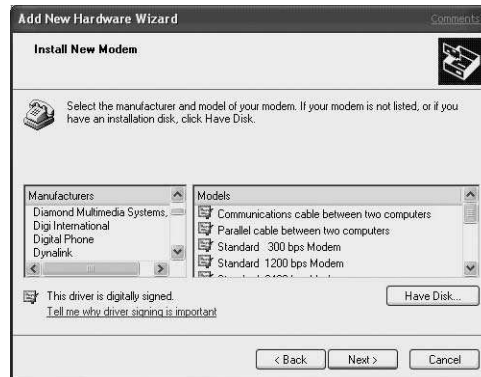 Add New Hardware Wizard
Comments
Install New Modem
Select the manufacturer and model of your modem. If your modem is not listed, or if you
have an installation disk, click Have Disk.
Manufacturers
Diamond Multimedia Systems,
Digi International
Digital Phone
Dynalink
Models
Communications cable between two computers
Parallel cable between two computers
Standard 300 bps Modem
Standard 1200 bps Modem
This driver is digitally signed.
Tell me why driver signing is important
Have Disk...
< Back
Next >
Cancel